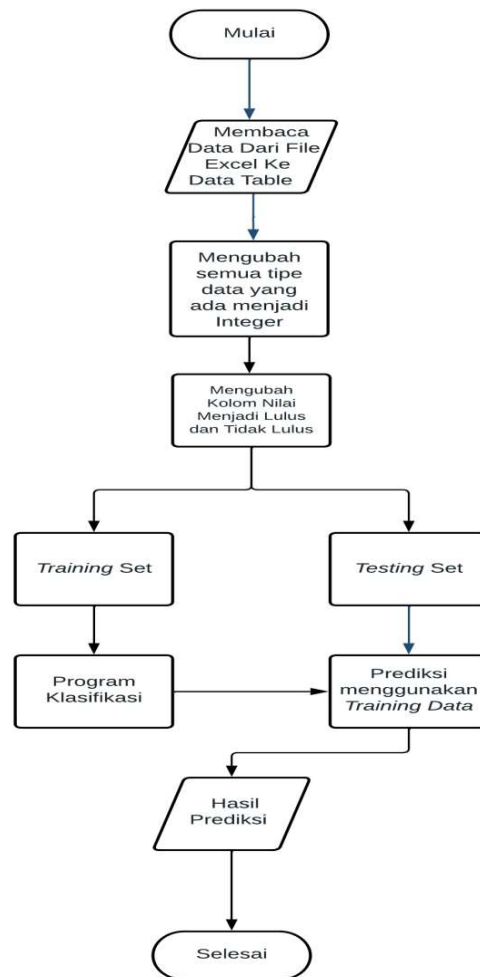 Mulai
Membaca
Data Dari File
Excel Ke
Data Table
Mengubah
semua tipe
data yang
ada menjadi
Integer
Mengubah
Kolom Nilai
Menjadi Lulus
dan Tidak Lulus
Training Set
Testing Set
Program
Klasifikasi
Prediksi
menggunakan
Training Data
Hasil
Prediksi
Selesai